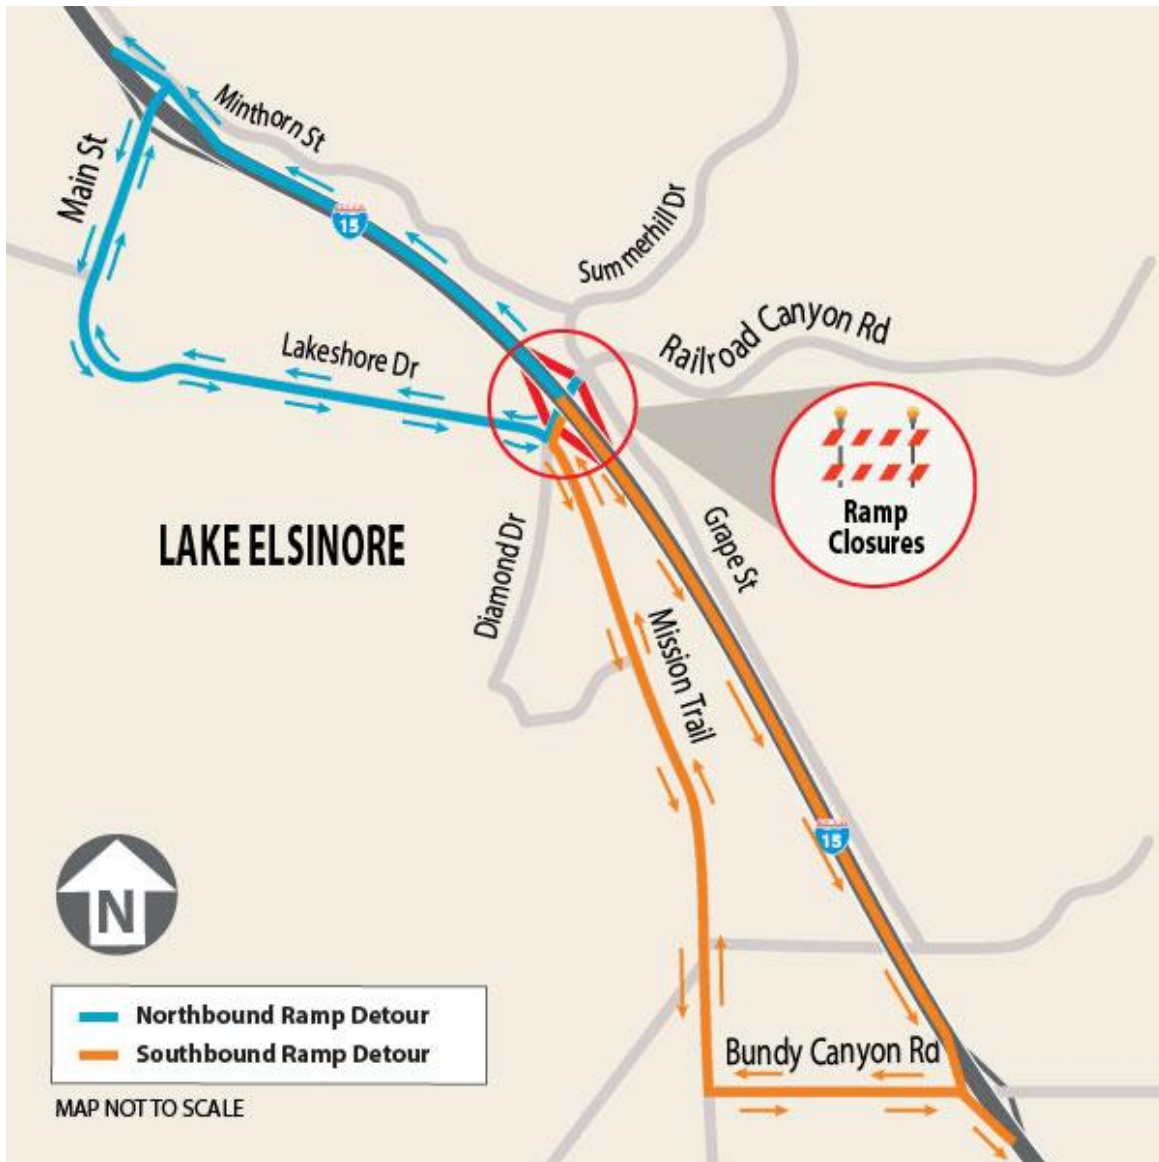 Minthorn St
Main St
15
Summerhill Dr
Railroad Canyon Rd
Lakeshore Dr
Ramp
Closures
LAKE ELSINORE
Grape St
Diamond Dr
Mission Trail
15
N
Northbound Ramp Detour
Southbound Ramp Detour
Bundy Canyon Rd
MAP NOT TO SCALE